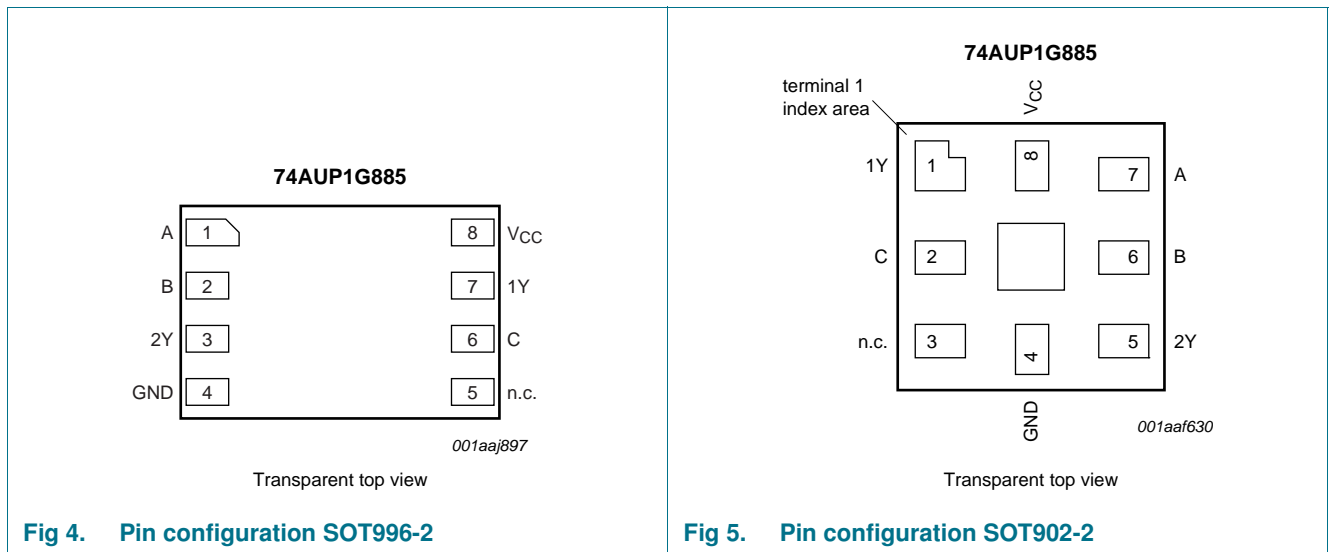 74AUP1G885
A 1 8 VCC
B 2 7 1Y
2Y 3 6 C
GND 4 5 n.c.
001aaj897
Transparent top view
Fig 4. Pin configuration SOT996-2
74AUP1G885
terminal 1
index area
VCC
1Y 1 8 7 A
C 2 6 B
n.c. 3 4 5 2Y
GND
001aaf630
Transparent top view
Fig 5. Pin configuration SOT902-2